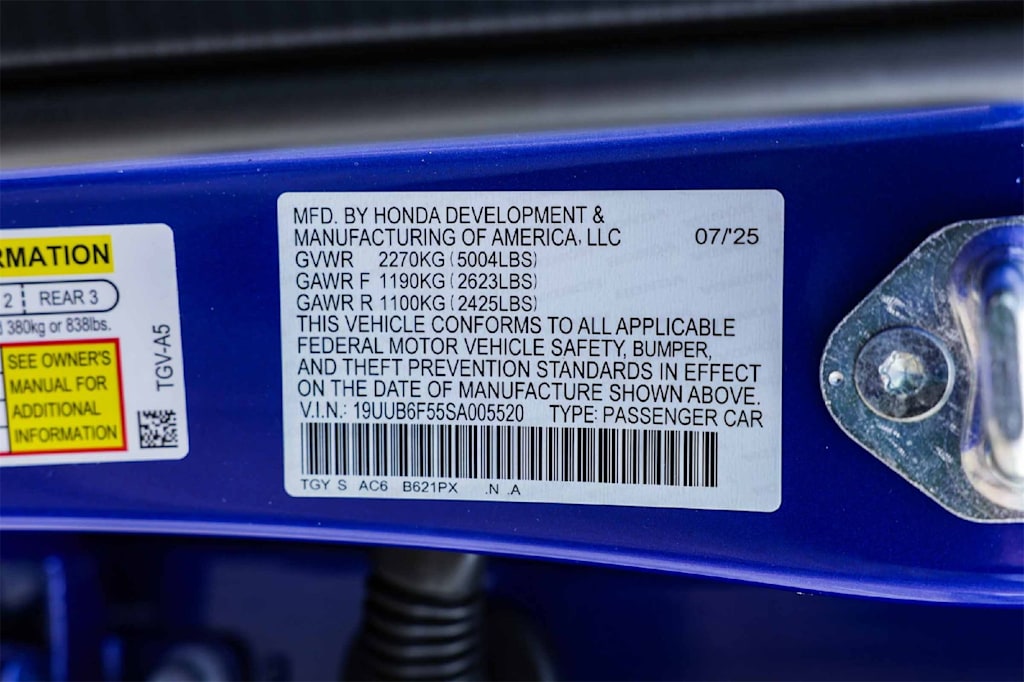 RMATION
2 REAR 3
380kg or 838lbs.
SEE OWNER'S
MANUAL FOR
ADDITIONAL
INFORMATION
TGV-A5
MFD. BY HONDA DEVELOPMENT &
MANUFACTURING OF AMERICA, LLC 07/'25
GVWR 2270KG (5004LBS)
GAWR F 1190KG (2623LBS)
GAWR R 1100KG (2425LBS)
THIS VEHICLE CONFORMS TO ALL APPLICABLE
FEDERAL MOTOR VEHICLE SAFETY, BUMPER,
AND THEFT PREVENTION STANDARDS IN EFFECT
ON THE DATE OF MANUFACTURE SHOWN ABOVE.
V.I.N.: 19UUB6F55SA005520 TYPE: PASSENGER CAR
TGY S AC6 B621PX .N .A